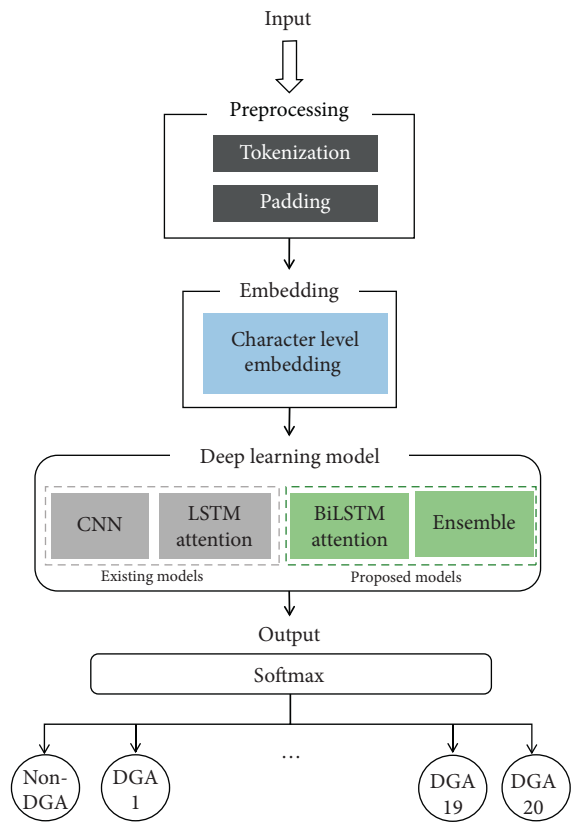 Input
Preprocessing
Tokenization
Padding
Embedding
Character level
embedding
Deep learning model
CNN
LSTM
attention
BiLSTM
attention
Ensemble
Existing models
Proposed models
Output
Softmax
Non-
DGA
DGA
1
...
DGA
19
DGA
20